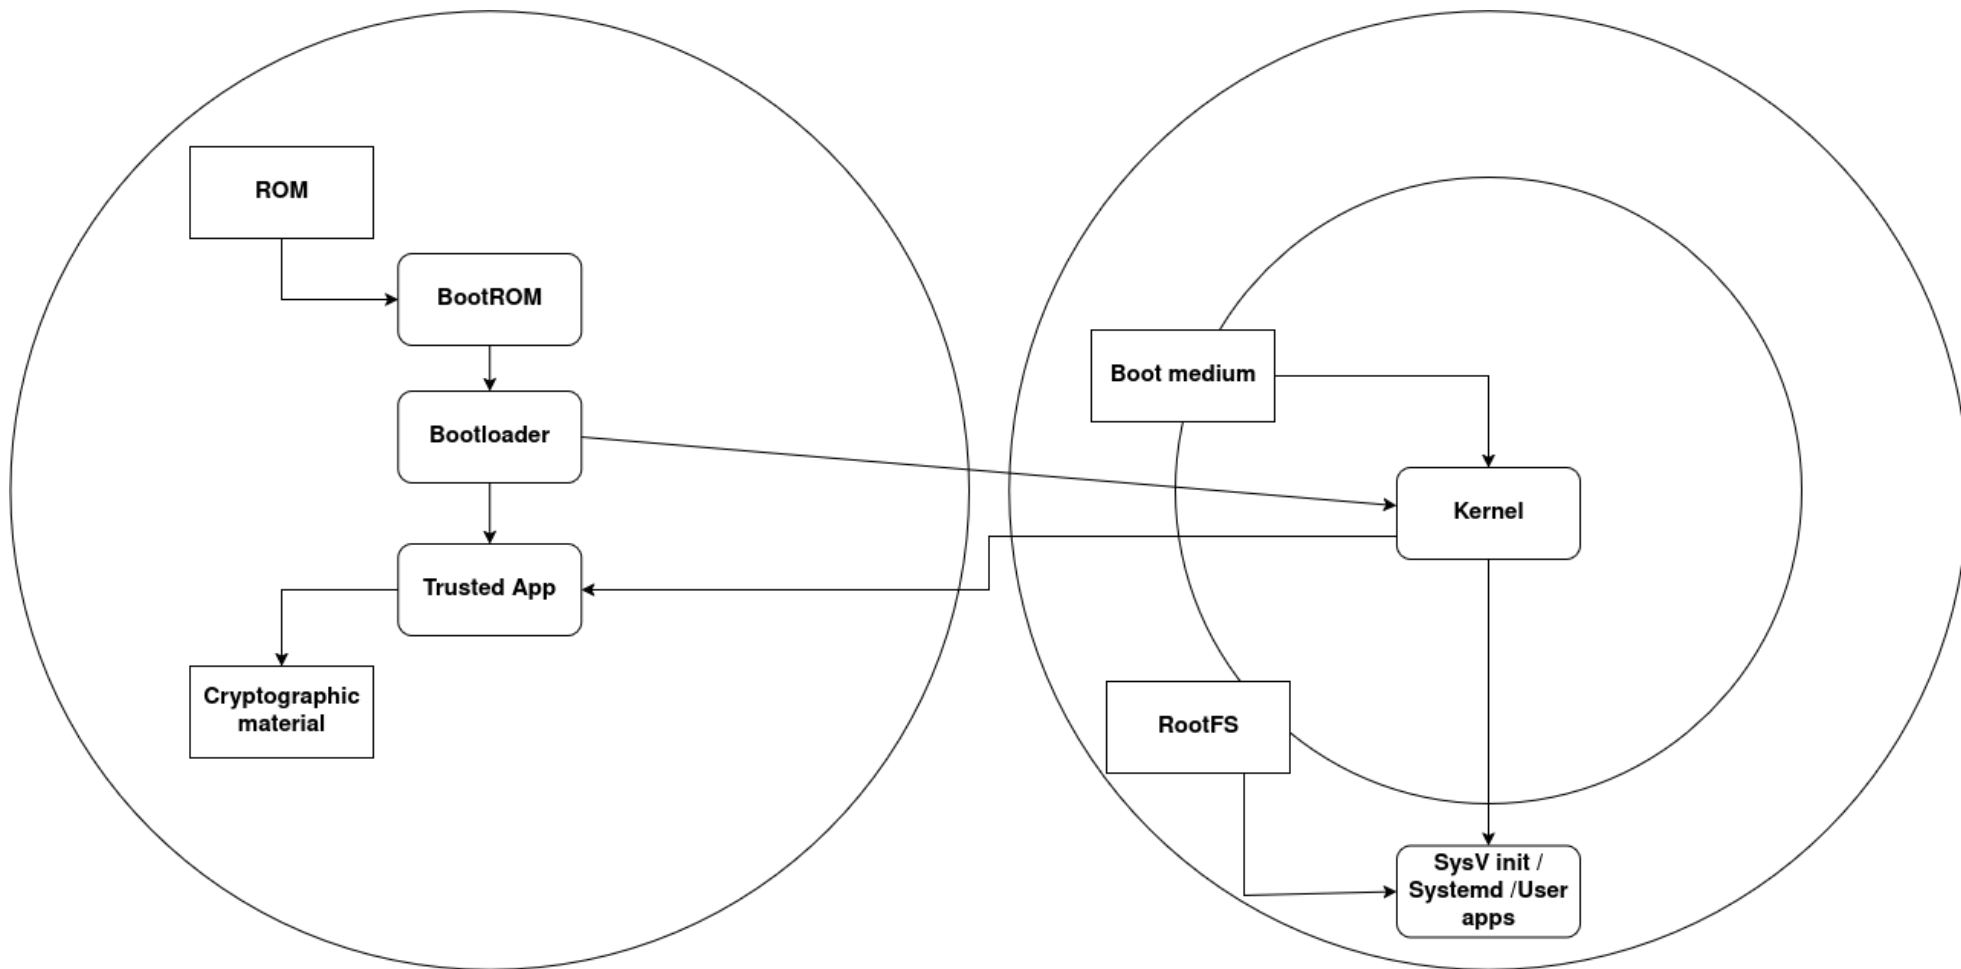 ROM
BootROM
Bootloader
Trusted App
Cryptographic
material
Boot medium
Kernel
RootFS
SysV init /
Systemd /User
apps